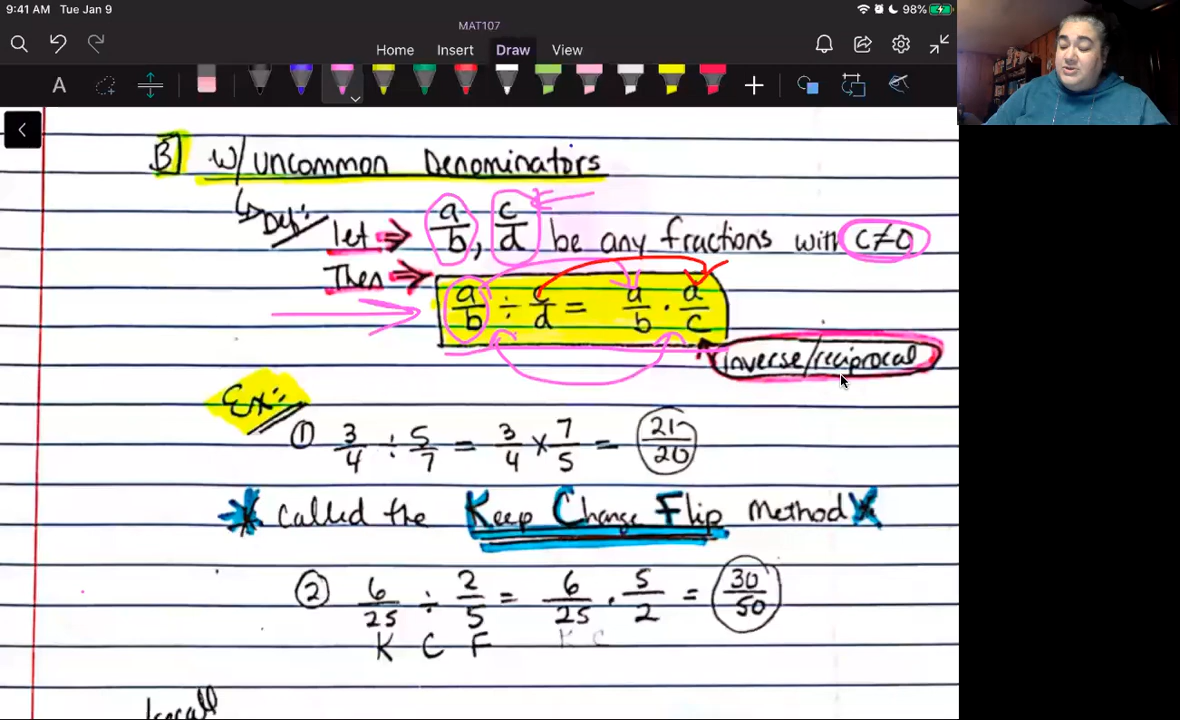 9:41 AM Tue Jan 9
98%
MAT107
Home Insert Draw View
B w/ uncommon Denominators
Def: let ⇒ a/b, c/d be any fractions with c≠0
Then ⇒ a/b ÷ c/d = a/b · d/c
inverse/reciprocal
Ex:
① 3/4 ÷ 5/7 = 3/4 × 7/5 = 21/20
* called the Keep Change Flip Method *
② 6/25 ÷ 2/5 = 6/25 · 5/2 = 30/50
K C F K C